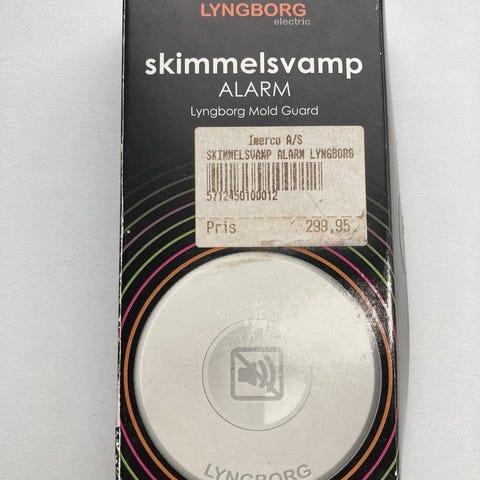 LYNGBORG
electric
skimmelsvamp
ALARM
Lyngborg Mold Guard
Imerco A/S
SKIMMELSVAMP ALARM LYNGBORG
5712450100012
Pris 299,95
LYNGBORG